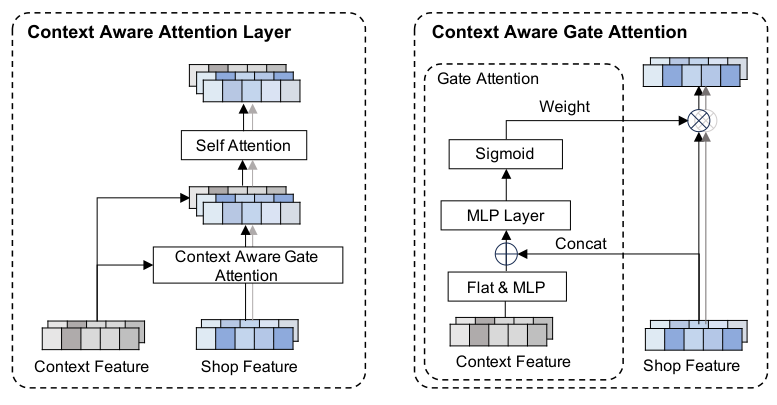 Context Aware Attention Layer
Self Attention
Context Aware Gate
Attention
Context Feature
Shop Feature
Context Aware Gate Attention
Gate Attention
Weight
Sigmoid
MLP Layer
Concat
Flat & MLP
Context Feature
Shop Feature